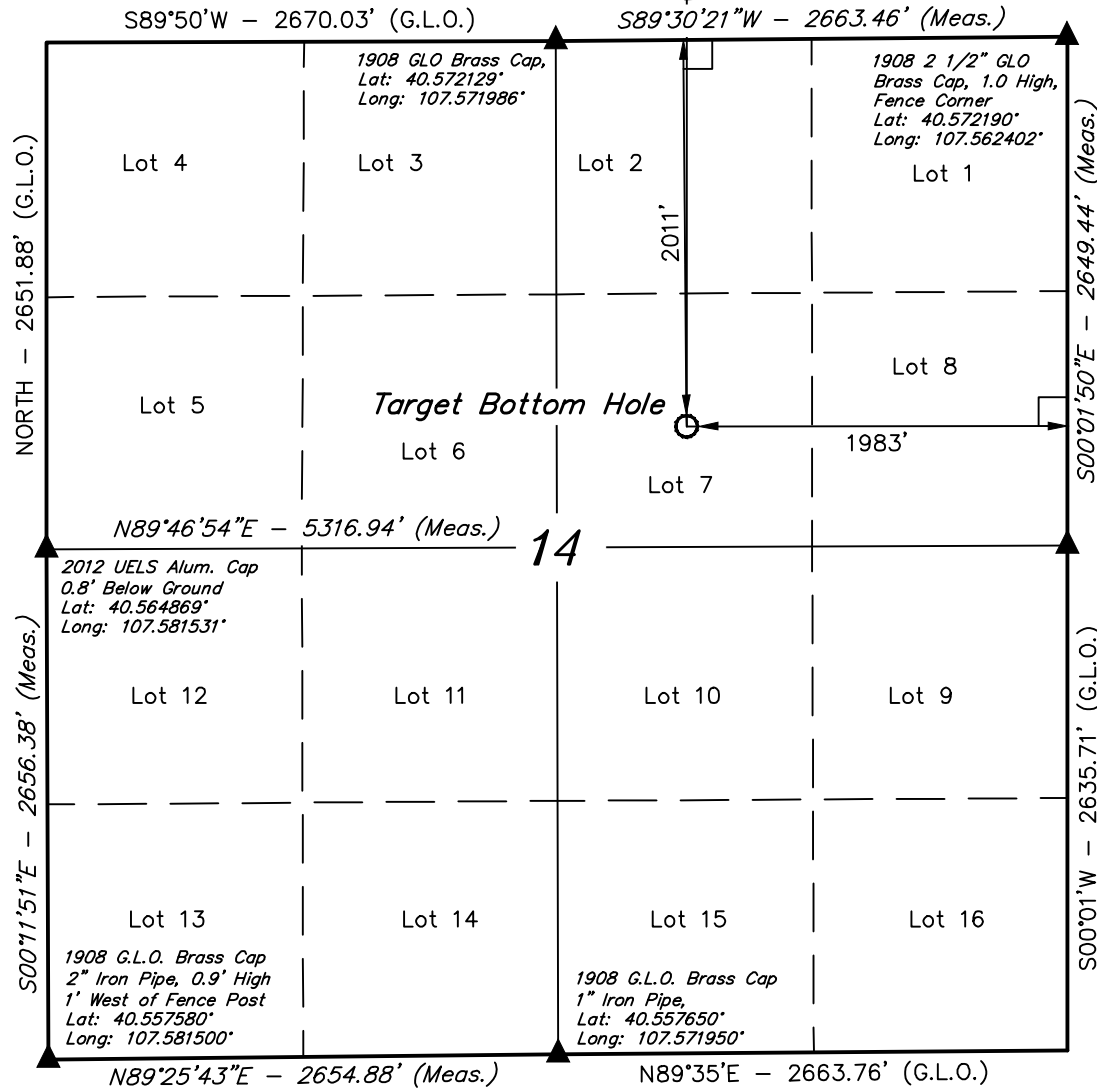 S89°50'W – 2670.03' (G.L.O.)
S89°30'21"W – 2663.46' (Meas.)
1908 GLO Brass Cap,
Lat: 40.572129°
Long: 107.571986°
1908 2 1/2" GLO
Brass Cap, 1.0 High,
Fence Corner
Lat: 40.572190°
Long: 107.562402°
Lot 4
Lot 3
Lot 2
Lot 1
NORTH – 2651.88' (G.L.O.)
2011'
S00°01'50"E – 2649.44' (Meas.)
Lot 5
Target Bottom Hole
Lot 6
Lot 8
1983'
Lot 7
N89°46'54"E – 5316.94' (Meas.)
14
2012 UELS Alum. Cap
0.8' Below Ground
Lat: 40.564869°
Long: 107.581531°
Lot 12
Lot 11
Lot 10
Lot 9
S00°11'51"E – 2656.38' (Meas.)
S00°01'W – 2635.71' (G.L.O.)
Lot 13
Lot 14
Lot 15
Lot 16
1908 G.L.O. Brass Cap
2" Iron Pipe, 0.9' High
1' West of Fence Post
Lat: 40.557580°
Long: 107.581500°
1908 G.L.O. Brass Cap
1" Iron Pipe,
Lat: 40.557650°
Long: 107.571950°
N89°25'43"E – 2654.88' (Meas.)
N89°35'E – 2663.76' (G.L.O.)